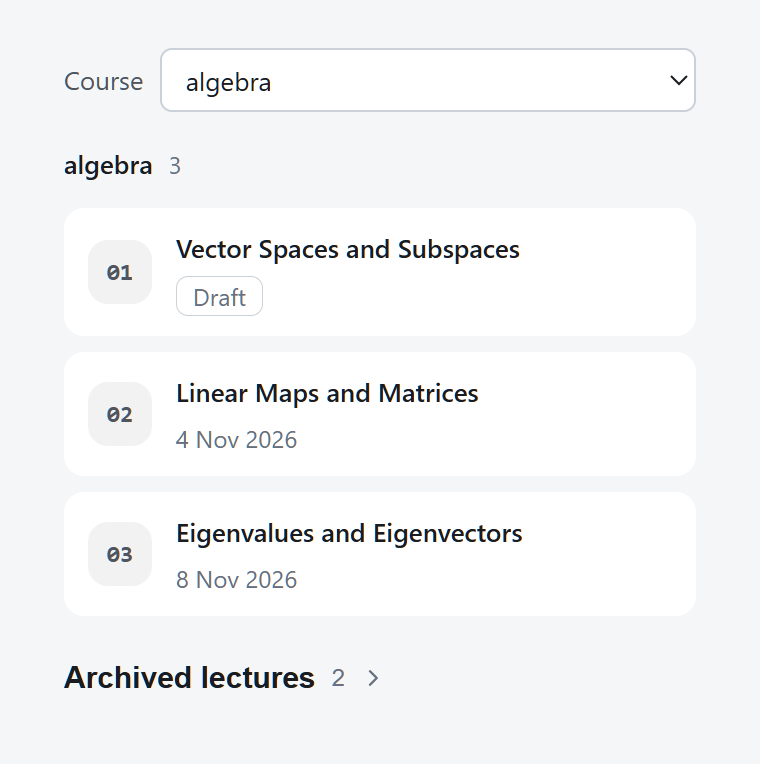 Course algebra
algebra 3
01
Vector Spaces and Subspaces
Draft
02
Linear Maps and Matrices
4 Nov 2026
03
Eigenvalues and Eigenvectors
8 Nov 2026
Archived lectures 2